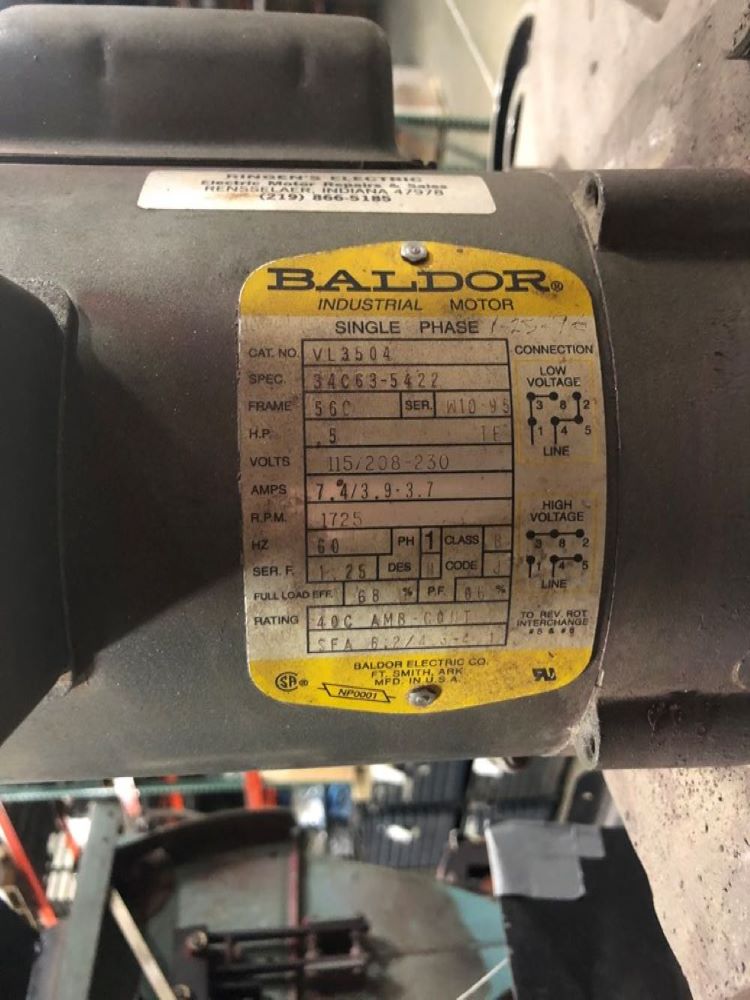 RINGEN'S ELECTRIC
Electric Motor Repairs & Sales
RENSSELAER, INDIANA 47978
(219) 866-5185
BALDOR®
INDUSTRIAL MOTOR
SINGLE PHASE
CAT. NO. VL3504
SPEC. 34C63-5422
FRAME 56C SER. W10-95
H.P. .5 TE
VOLTS 115/208-230
AMPS 7.4/3.9-3.7
R.P.M. 1725
HZ 60 PH 1 CLASS B
SER. F. 1.25 DES CODE J
FULL LOAD EFF. 68 % P.F. %
RATING 40C AMB-CONT
SFA
CONNECTION
LOW
VOLTAGE
3 8 2
1 4 5
LINE
HIGH
VOLTAGE
3 8 2
1 4 5
LINE
TO REV. ROT.
INTERCHANGE
#5 & #8
BALDOR ELECTRIC CO.
FT. SMITH, ARK
MFD. IN U.S.A.
SA ®
NP0001